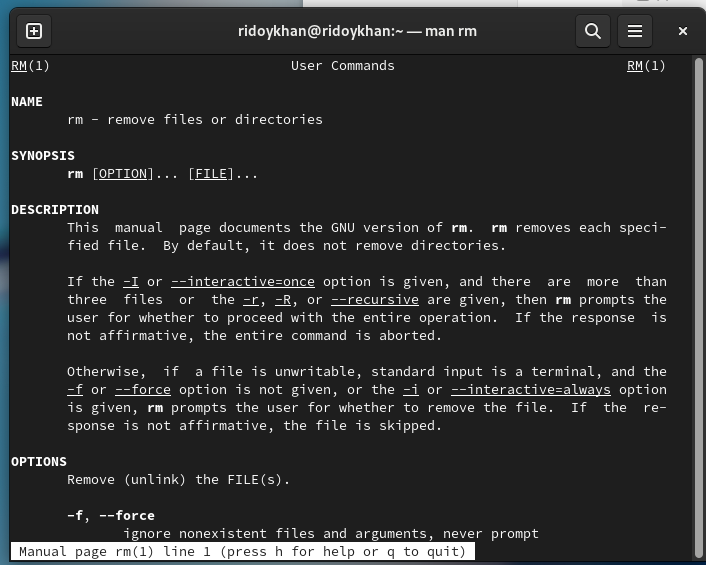 ridoykhan@ridoykhan:~ — man rm
RM(1) User Commands RM(1)
NAME
rm - remove files or directories
SYNOPSIS
rm [OPTION]... [FILE]...
DESCRIPTION
This manual page documents the GNU version of rm. rm removes each speci-
fied file. By default, it does not remove directories.
If the -I or --interactive=once option is given, and there are more than
three files or the -r, -R, or --recursive are given, then rm prompts the
user for whether to proceed with the entire operation. If the response is
not affirmative, the entire command is aborted.
Otherwise, if a file is unwritable, standard input is a terminal, and the
-f or --force option is not given, or the -i or --interactive=always option
is given, rm prompts the user for whether to remove the file. If the re-
sponse is not affirmative, the file is skipped.
OPTIONS
Remove (unlink) the FILE(s).
-f, --force
ignore nonexistent files and arguments, never prompt
Manual page rm(1) line 1 (press h for help or q to quit)